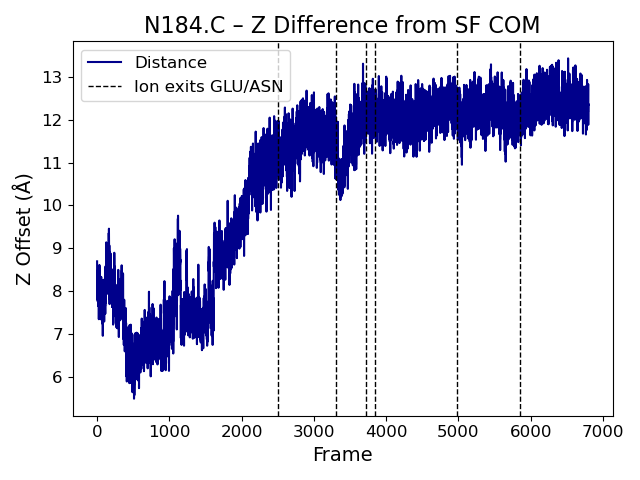 N184.C – Z Difference from SF COM
Distance
Ion exits GLU/ASN
Z Offset (Å)
13
12
11
10
9
8
7
6
0 1000 2000 3000 4000 5000 6000 7000
Frame